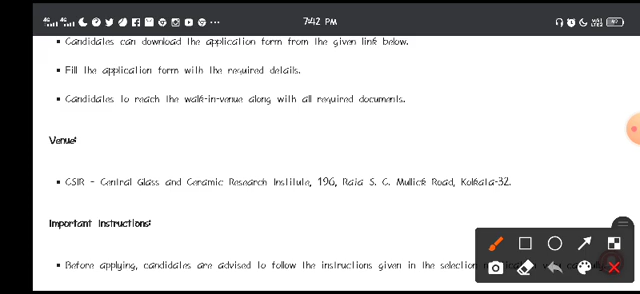 7:42 PM
▪ Candidates can download the application form from the given link below.
▪ Fill the application form with the required details.
▪ Candidates to reach the walk-in-venue along with all required documents.
Venue:
▪ CSIR - Central Glass and Ceramic Research Institute, 196, Raja S. C. Mullick Road, Kolkata-32.
Important Instructions:
▪ Before applying, candidates are advised to follow the instructions given in the selection